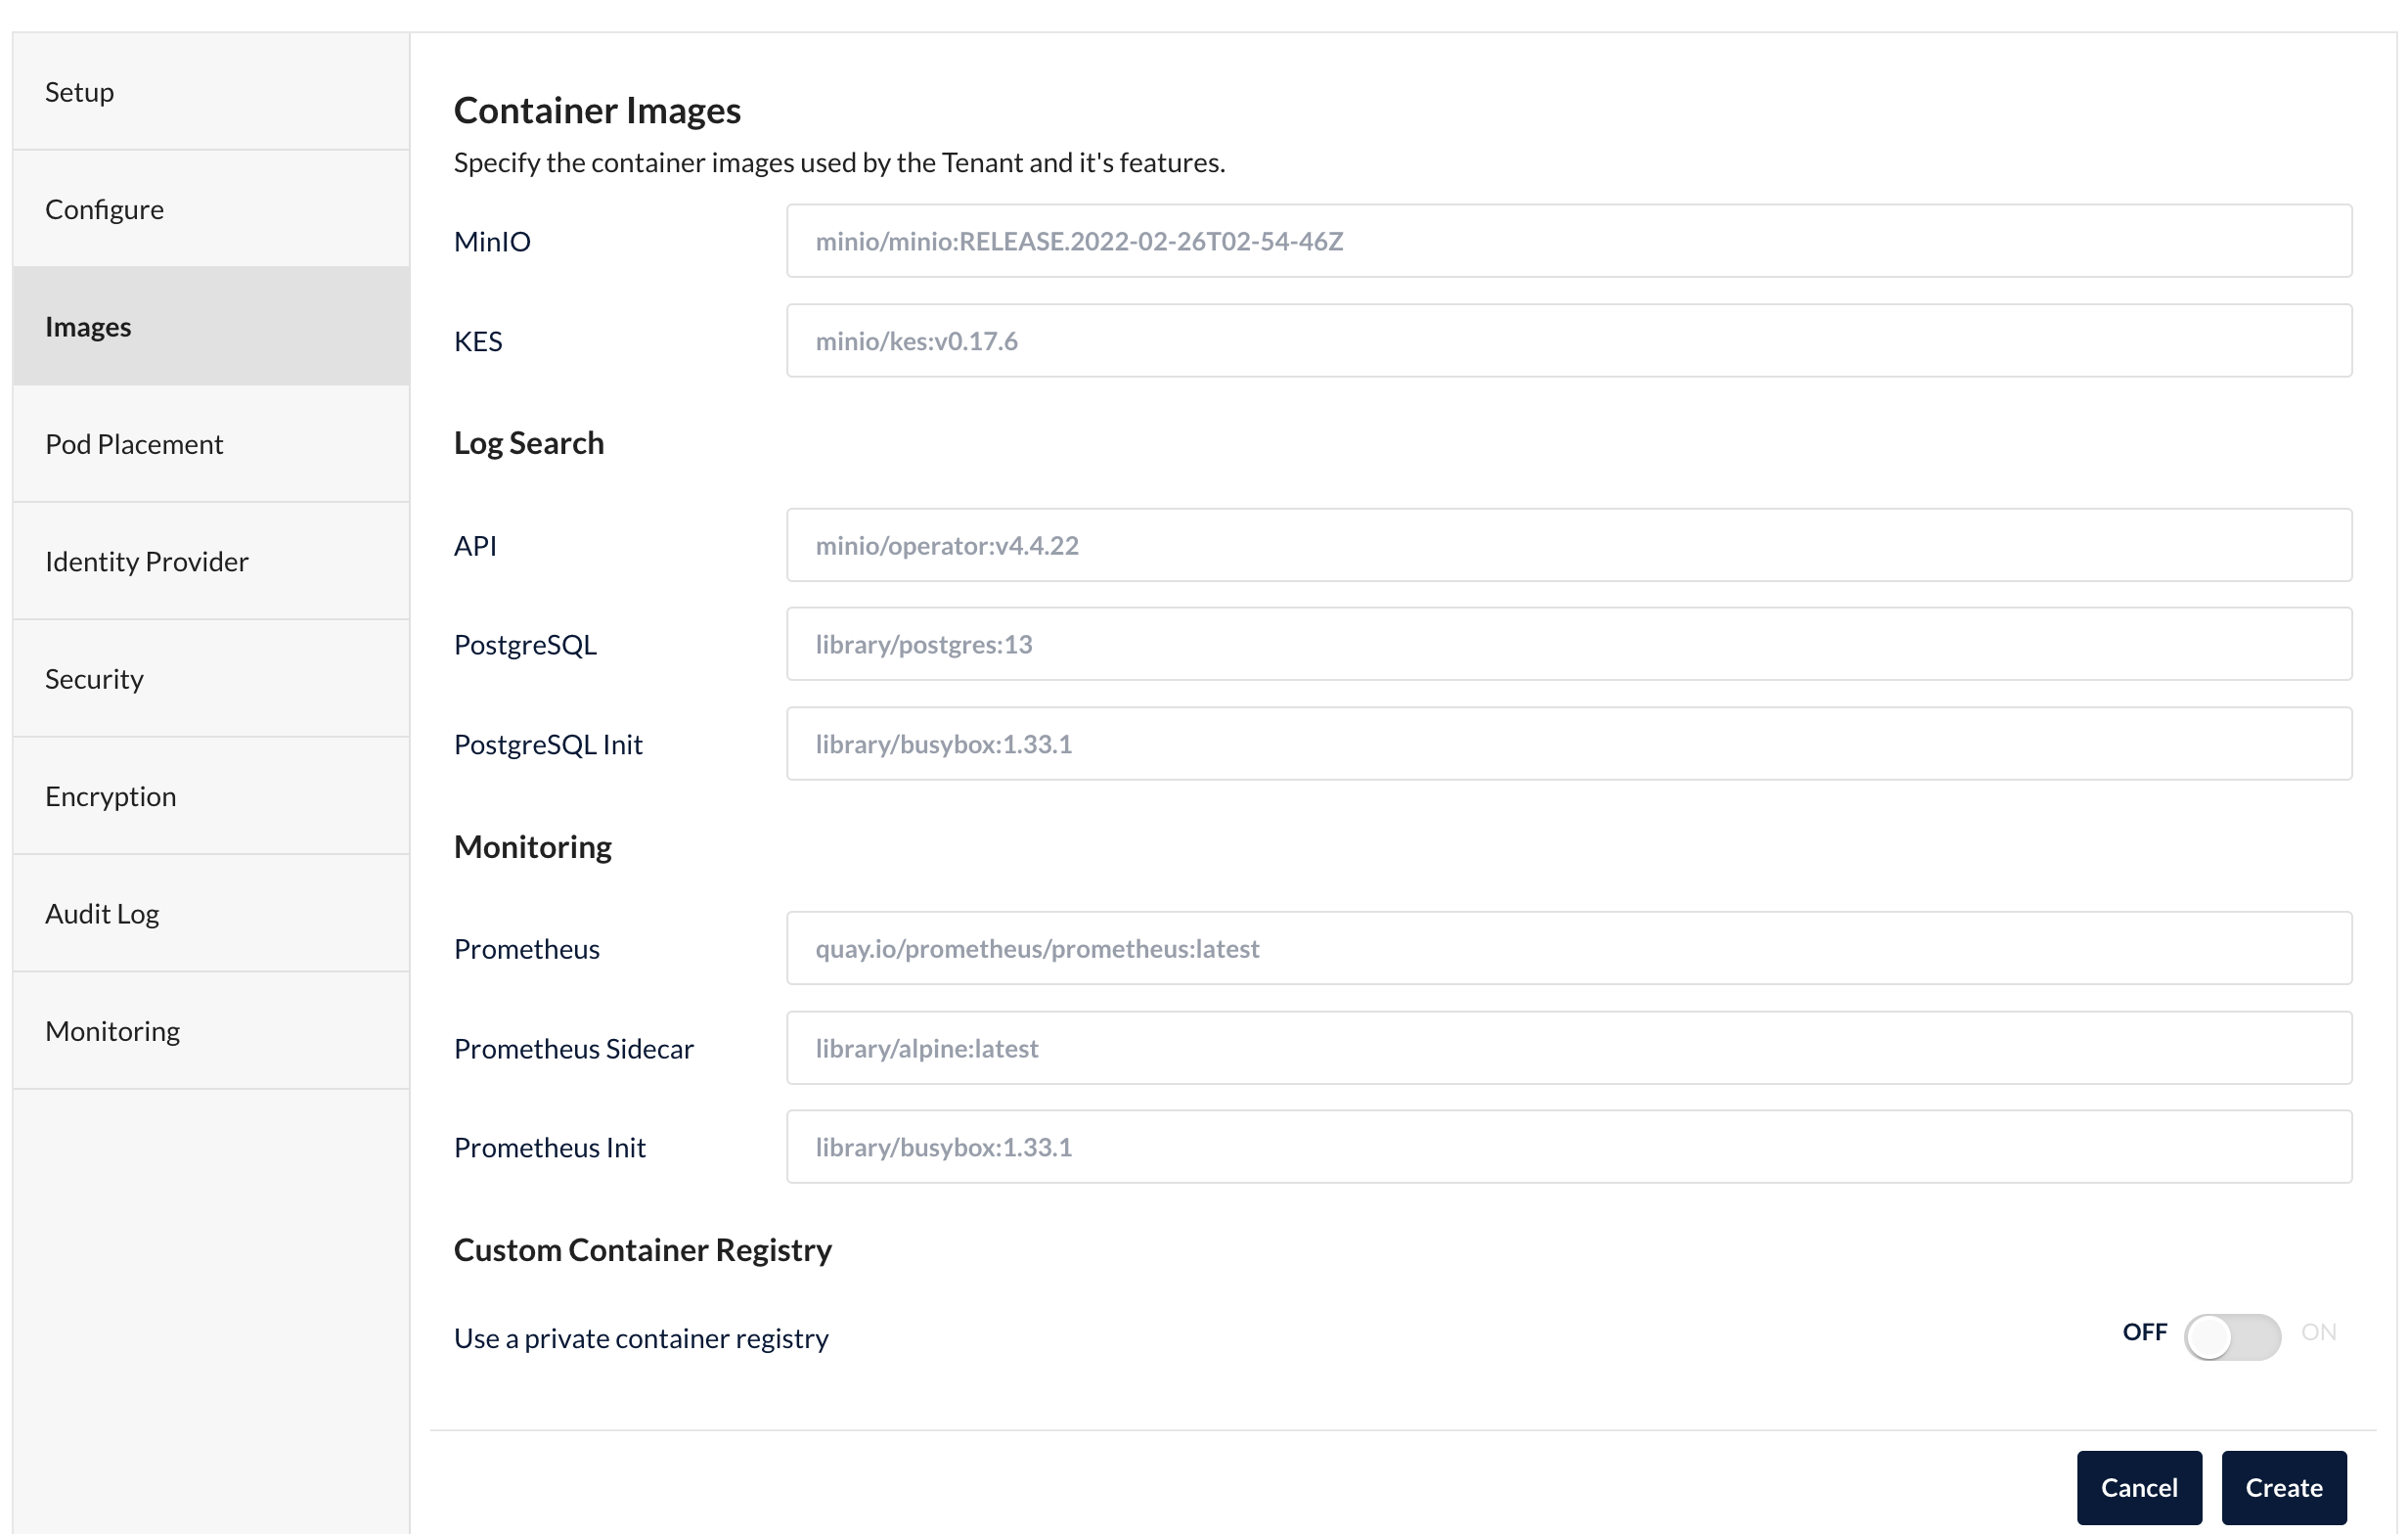 Setup
Configure
Images
Pod Placement
Identity Provider
Security
Encryption
Audit Log
Monitoring
Container Images
Specify the container images used by the Tenant and it's features.
MinIO minio/minio:RELEASE.2022-02-26T02-54-46Z
KES minio/kes:v0.17.6
Log Search
API minio/operator:v4.4.22
PostgreSQL library/postgres:13
PostgreSQL Init library/busybox:1.33.1
Monitoring
Prometheus quay.io/prometheus/prometheus:latest
Prometheus Sidecar library/alpine:latest
Prometheus Init library/busybox:1.33.1
Custom Container Registry
Use a private container registry OFF ON
Cancel Create